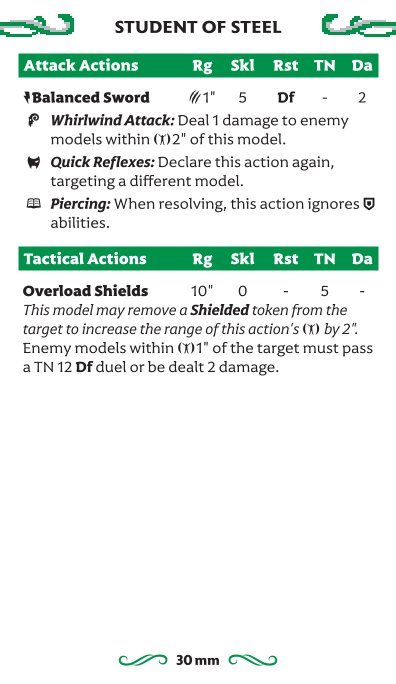 STUDENT OF STEEL
Attack Actions Rg Skl Rst TN Da
Balanced Sword 1" 5 Df - 2
Whirlwind Attack: Deal 1 damage to enemy
models within 2" of this model.
Quick Reflexes: Declare this action again,
targeting a different model.
Piercing: When resolving, this action ignores
abilities.
Tactical Actions Rg Skl Rst TN Da
Overload Shields 10" 0 - 5 -
This model may remove a Shielded token from the
target to increase the range of this action's by 2".
Enemy models within 1" of the target must pass
a TN 12 Df duel or be dealt 2 damage.
30 mm